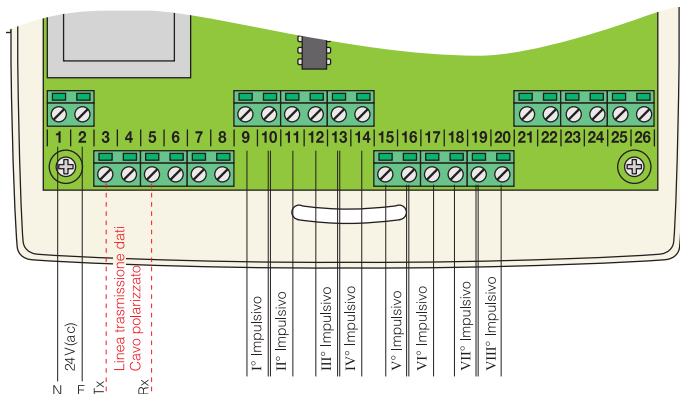 1 2 3 4 5 6 7 8 9 10 11 12 13 14 15 16 17 18 19 20 21 22 23 24 25 26
24V(ac)
N
F
Linea trasmissione dati
Cavo polarizzato
Tx
Rx
I° Impulsivo
II° Impulsivo
III° Impulsivo
IV° Impulsivo
V° Impulsivo
VI° Impulsivo
VII° Impulsivo
VIII° Impulsivo